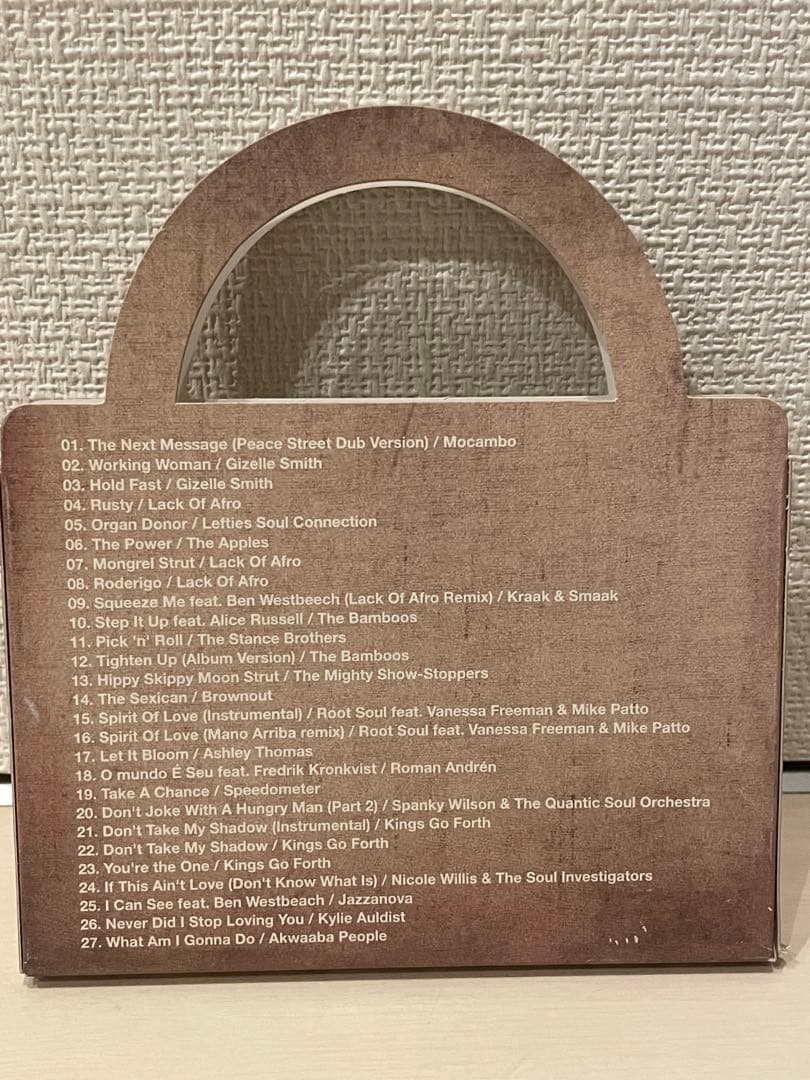 01. The Next Message (Peace Street Dub Version) / Mocambo
02. Working Woman / Gizelle Smith
03. Hold Fast / Gizelle Smith
04. Rusty / Lack Of Afro
05. Organ Donor / Lefties Soul Connection
06. The Power / The Apples
07. Mongrel Strut / Lack Of Afro
08. Roderigo / Lack Of Afro
09. Squeeze Me feat. Ben Westbeech (Lack Of Afro Remix) / Kraak & Smaak
10. Step It Up feat. Alice Russell / The Bamboos
11. Pick 'n' Roll / The Stance Brothers
12. Tighten Up (Album Version) / The Bamboos
13. Hippy Skippy Moon Strut / The Mighty Show-Stoppers
14. The Sexican / Brownout
15. Spirit Of Love (Instrumental) / Root Soul feat. Vanessa Freeman & Mike Patto
16. Spirit Of Love (Mano Arriba remix) / Root Soul feat. Vanessa Freeman & Mike Patto
17. Let It Bloom / Ashley Thomas
18. O mundo É Seu feat. Fredrik Kronkvist / Roman Andrén
19. Take A Chance / Speedometer
20. Don't Joke With A Hungry Man (Part 2) / Spanky Wilson & The Quantic Soul Orchestra
21. Don't Take My Shadow (Instrumental) / Kings Go Forth
22. Don't Take My Shadow / Kings Go Forth
23. You're the One / Kings Go Forth
24. If This Ain't Love (Don't Know What Is) / Nicole Willis & The Soul Investigators
25. I Can See feat. Ben Westbeach / Jazzanova
26. Never Did I Stop Loving You / Kylie Auldist
27. What Am I Gonna Do / Akwaaba People